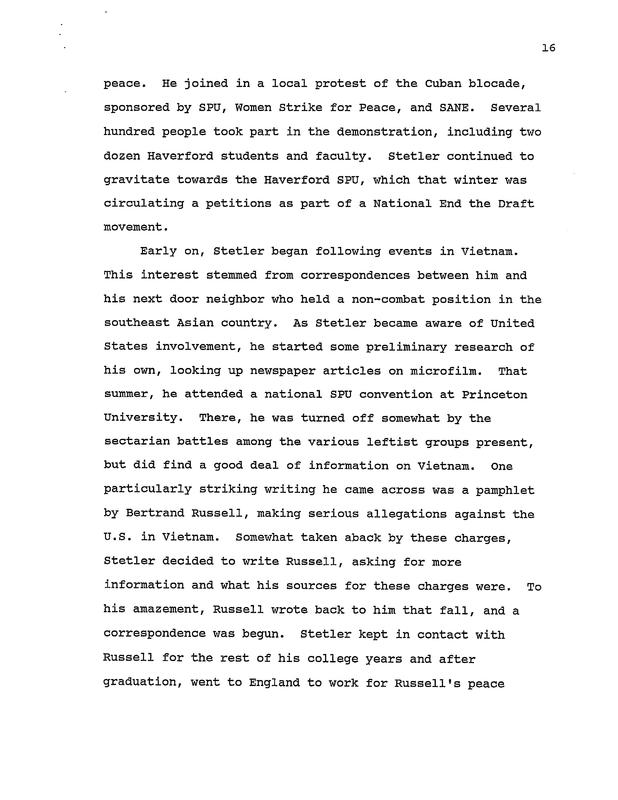 16
peace.  He joined in a local protest of the Cuban blocade,
sponsored by SPU, Women Strike for Peace, and SANE.  Several
hundred people took part in the demonstration, including two
dozen Haverford students and faculty.  Stetler continued to
gravitate towards the Haverford SPU, which that winter was
circulating a petitions as part of a National End the Draft
movement.
Early on, Stetler began following events in Vietnam.
This interest stemmed from correspondences between him and
his next door neighbor who held a non-combat position in the
southeast Asian country.  As Stetler became aware of United
States involvement, he started some preliminary research of
his own, looking up newspaper articles on microfilm.  That
summer, he attended a national SPU convention at Princeton
University.  There, he was turned off somewhat by the
sectarian battles among the various leftist groups present,
but did find a good deal of information on Vietnam.  One
particularly striking writing he came across was a pamphlet
by Bertrand Russell, making serious allegations against the
U.S. in Vietnam.  Somewhat taken aback by these charges,
Stetler decided to write Russell, asking for more
information and what his sources for these charges were.  To
his amazement, Russell wrote back to him that fall, and a
correspondence was begun.  Stetler kept in contact with
Russell for the rest of his college years and after
graduation, went to England to work for Russell's peace